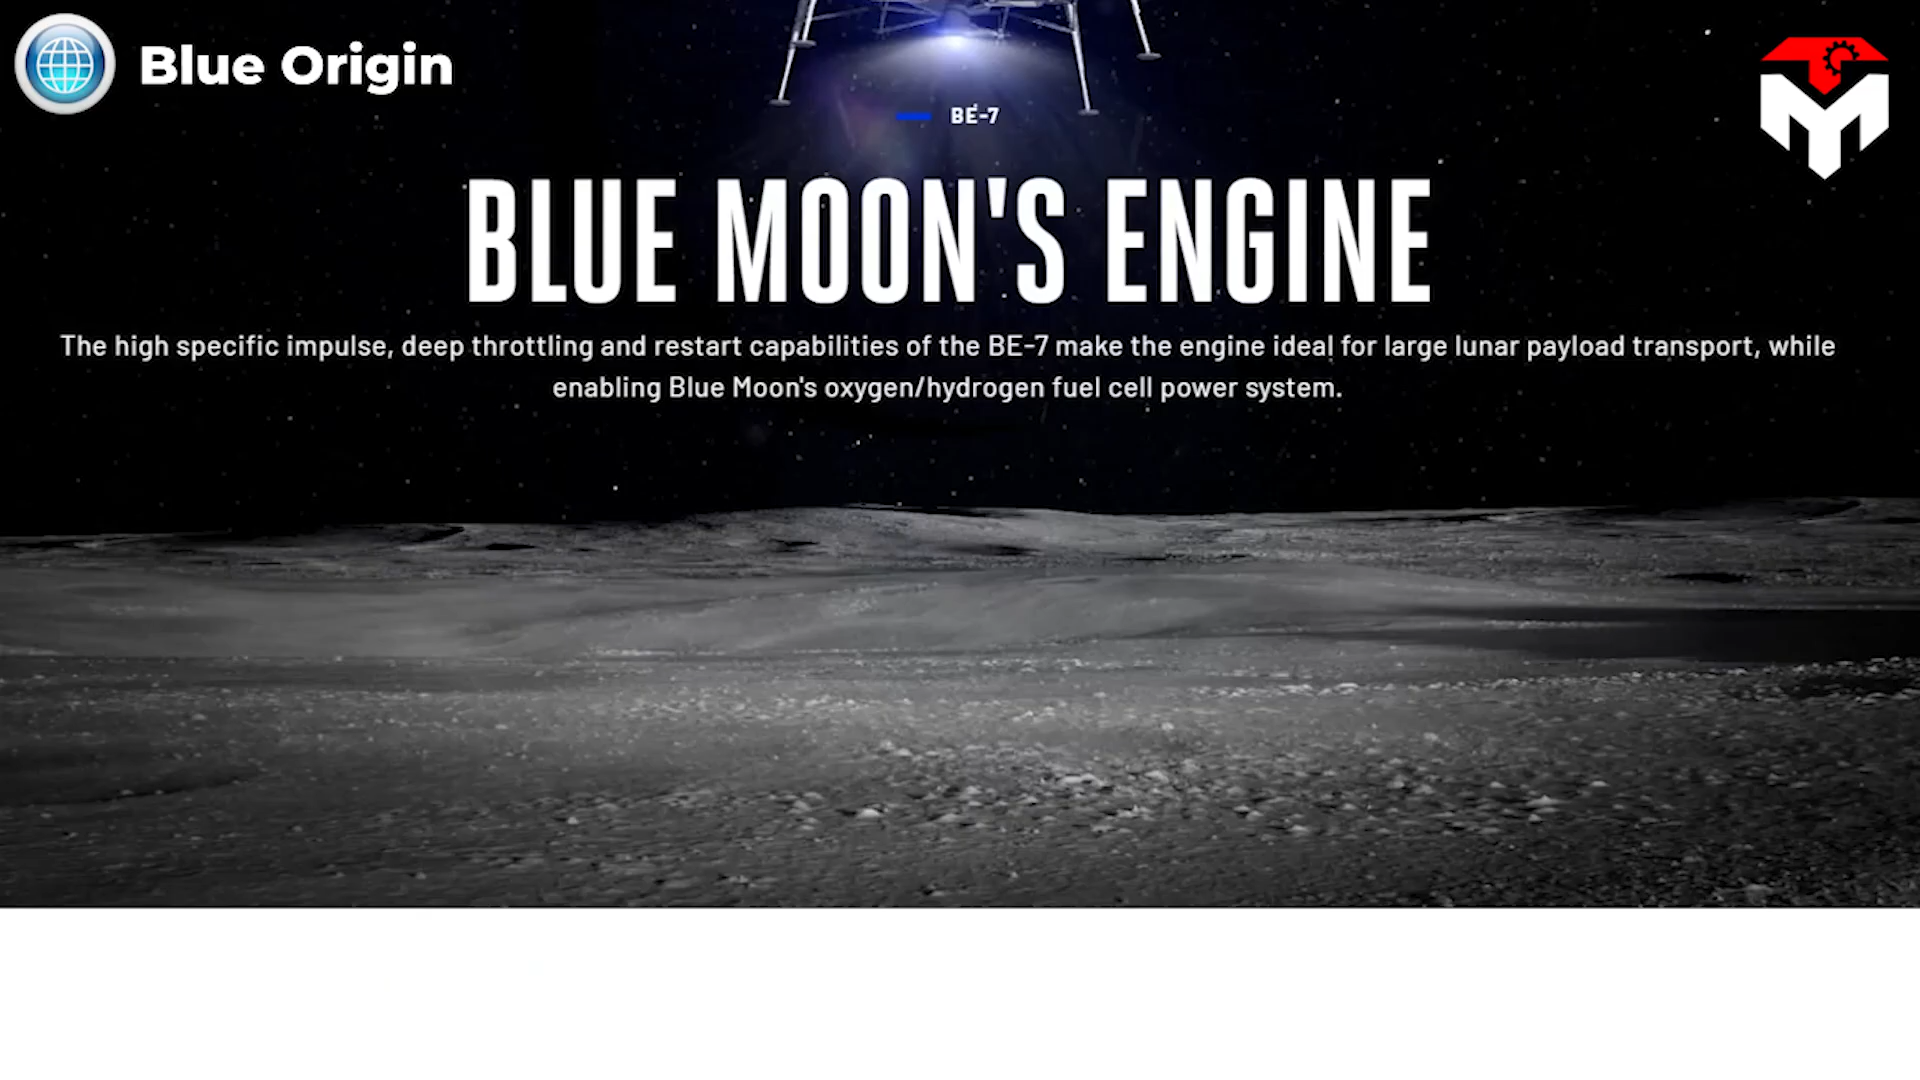 Blue Origin
BE-7
BLUE MOON'S ENGINE
The high specific impulse, deep throttling and restart capabilities of the BE-7 make the engine ideal for large lunar payload transport, while
enabling Blue Moon's oxygen/hydrogen fuel cell power system.